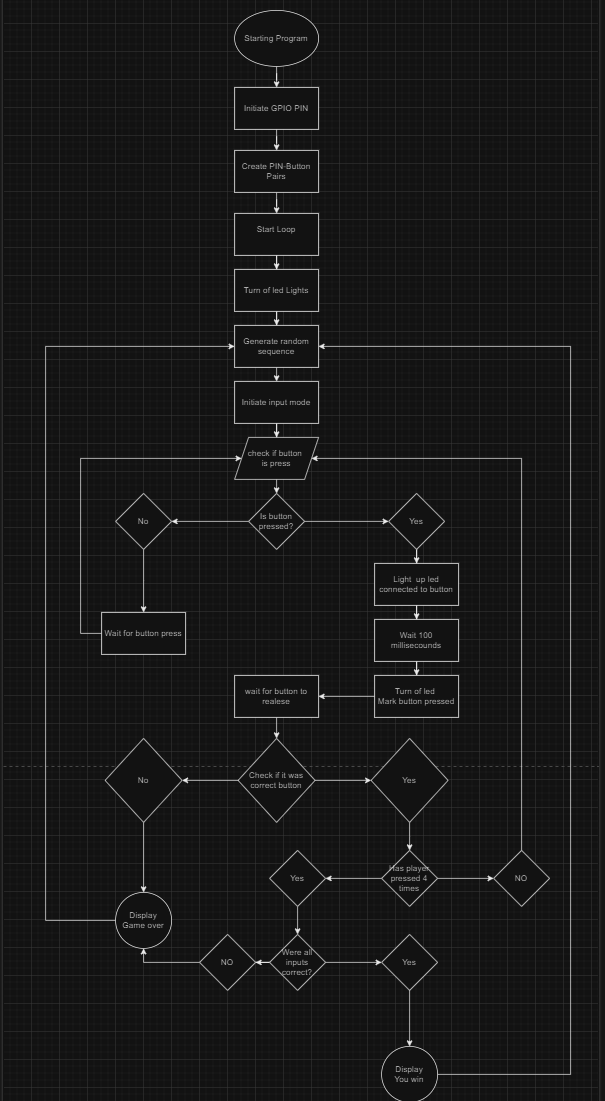 Starting Program
Initiate GPIO PIN
Create PIN-Button
Pairs
Start Loop
Turn of led Lights
Generate random
sequence
Initiate input mode
check if button
is press
No
Is button
pressed?
Yes
Light up led
connected to button
Wait for button press
Wait 100
millisecounds
wait for button to
realese
Turn of led
Mark button pressed
No
Check if it was
correct button
Yes
Yes
Has player
pressed 4
times
NO
Display
Game over
NO
Were all
inputs
correct?
Yes
Display
You win